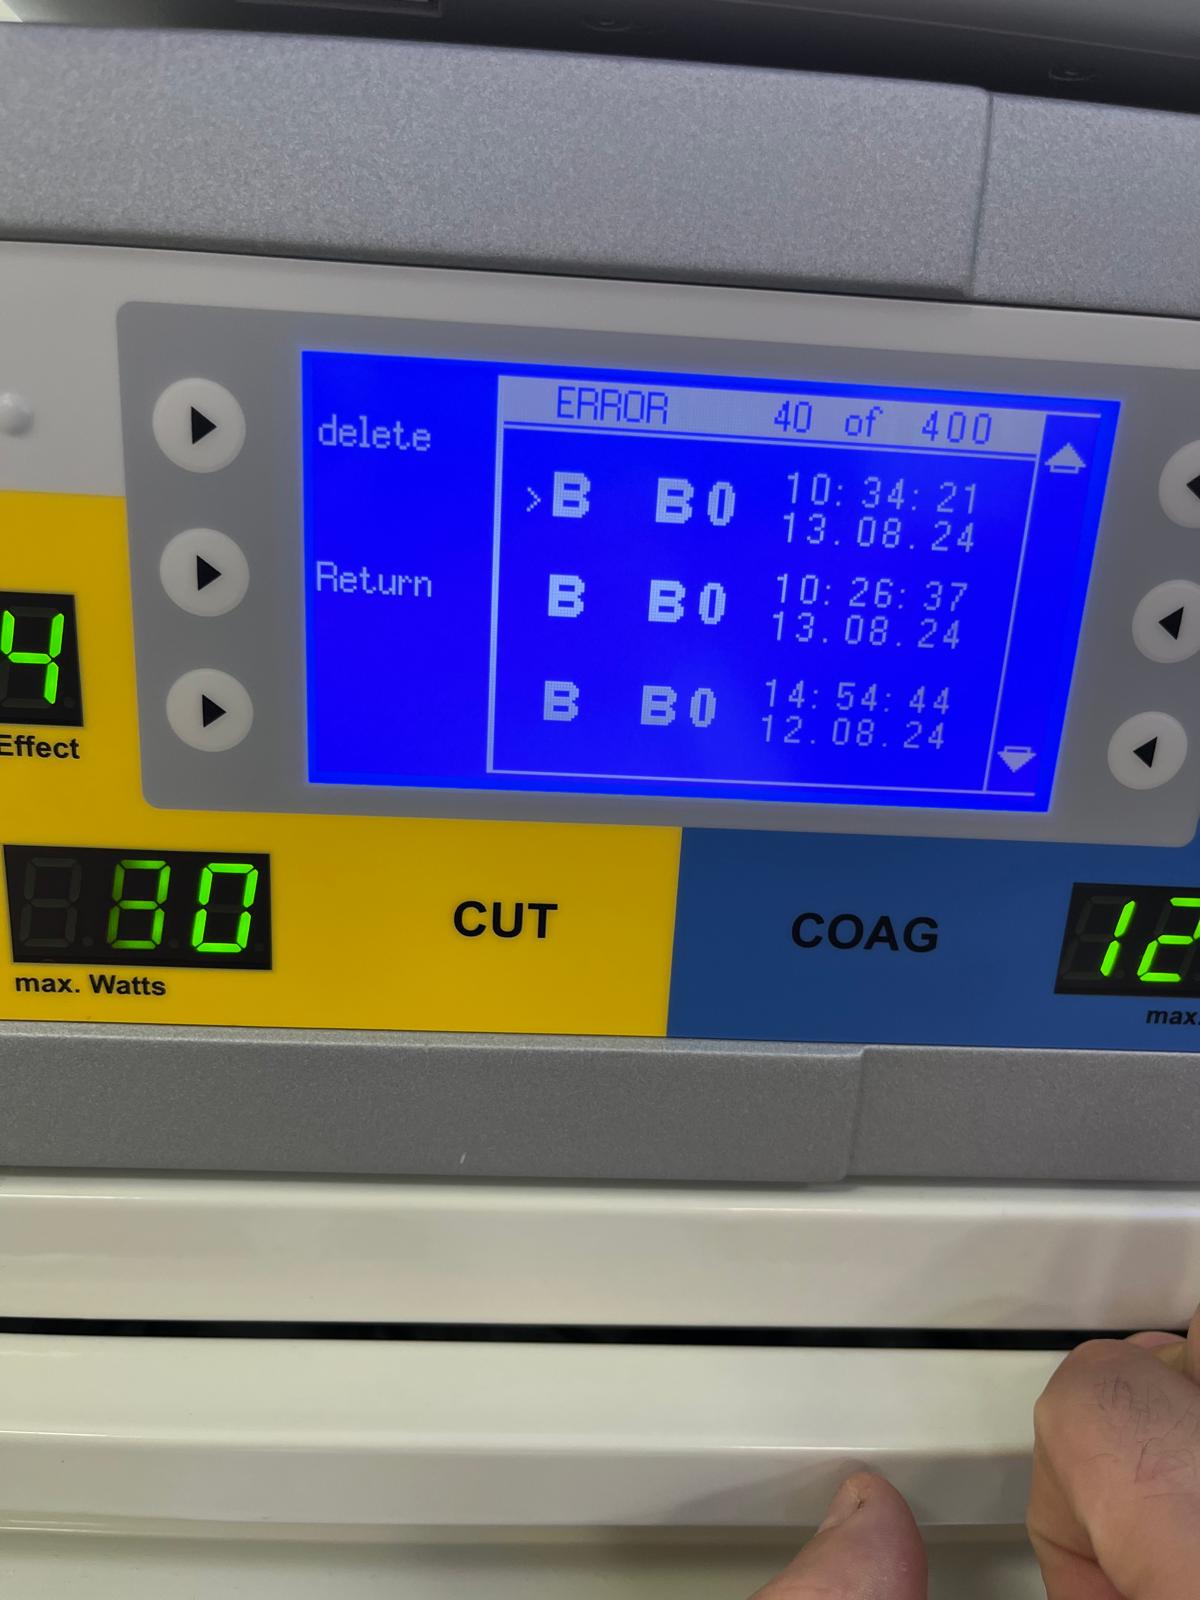 ERROR 40 of 400
delete
>B B0 10:34:21
13.08.24
Return
B B0 10:26:37
13.08.24
B B0 14:54:44
12.08.24
4
Effect
80
max. Watts
CUT
COAG
12
max.